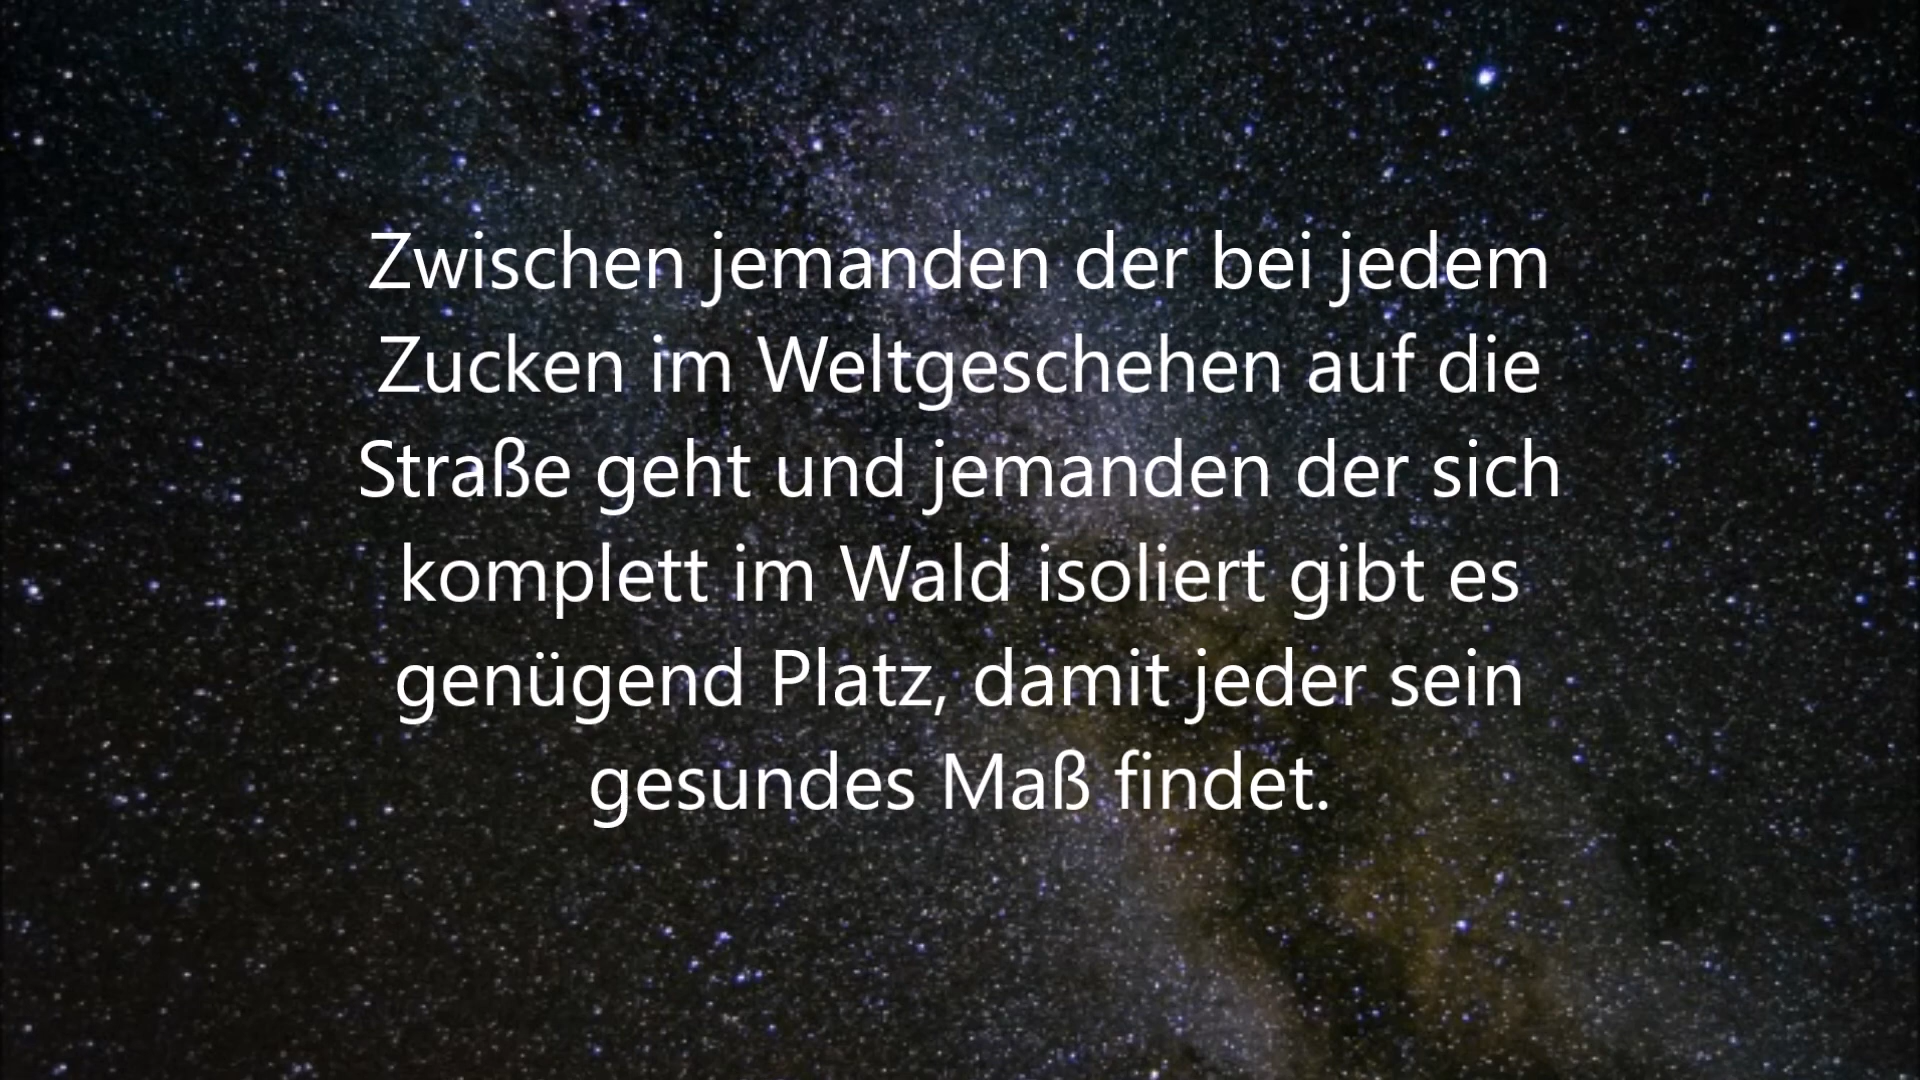 Zwischen jemanden der bei jedem
Zucken im Weltgeschehen auf die
Straße geht und jemanden der sich
komplett im Wald isoliert gibt es
genügend Platz, damit jeder sein
gesundes Maß findet.